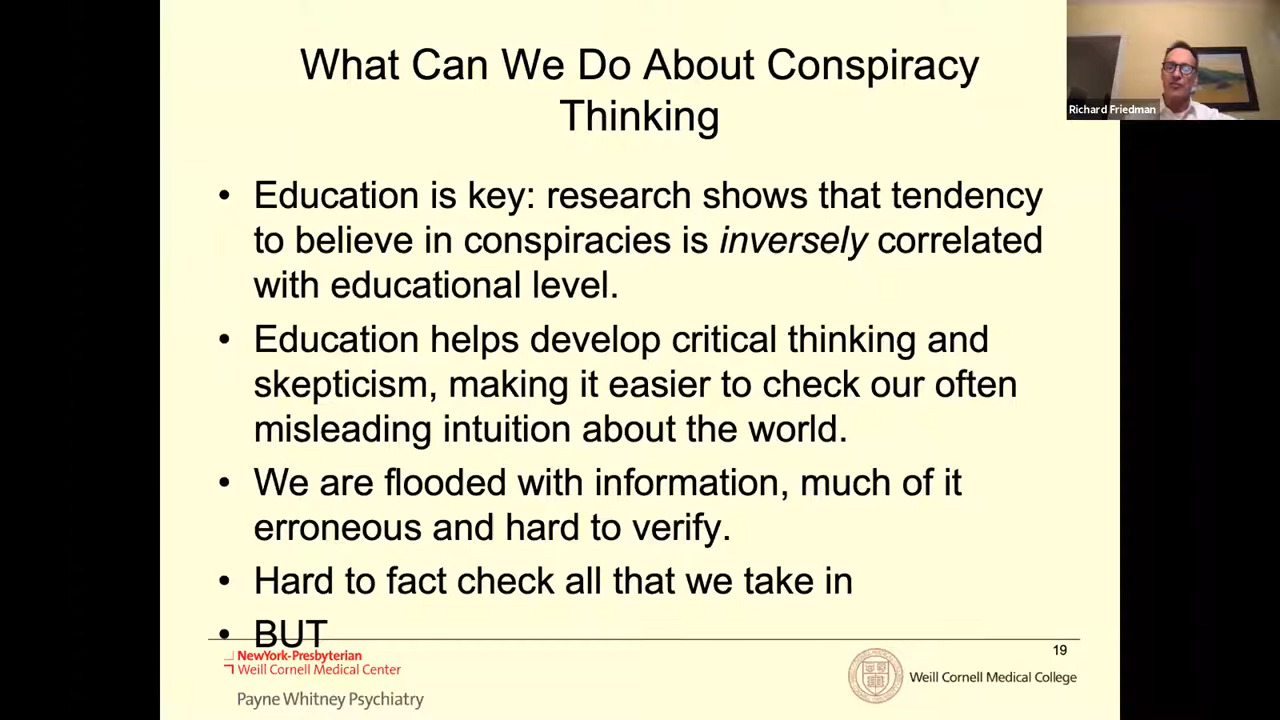 What Can We Do About Conspiracy
Thinking
Richard Friedman
• Education is key: research shows that tendency
to believe in conspiracies is inversely correlated
with educational level.
• Education helps develop critical thinking and
skepticism, making it easier to check our often
misleading intuition about the world.
• We are flooded with information, much of it
erroneous and hard to verify.
• Hard to fact check all that we take in
• BUT
NewYork-Presbyterian
Weill Cornell Medical Center
Payne Whitney Psychiatry
19
Weill Cornell Medical College